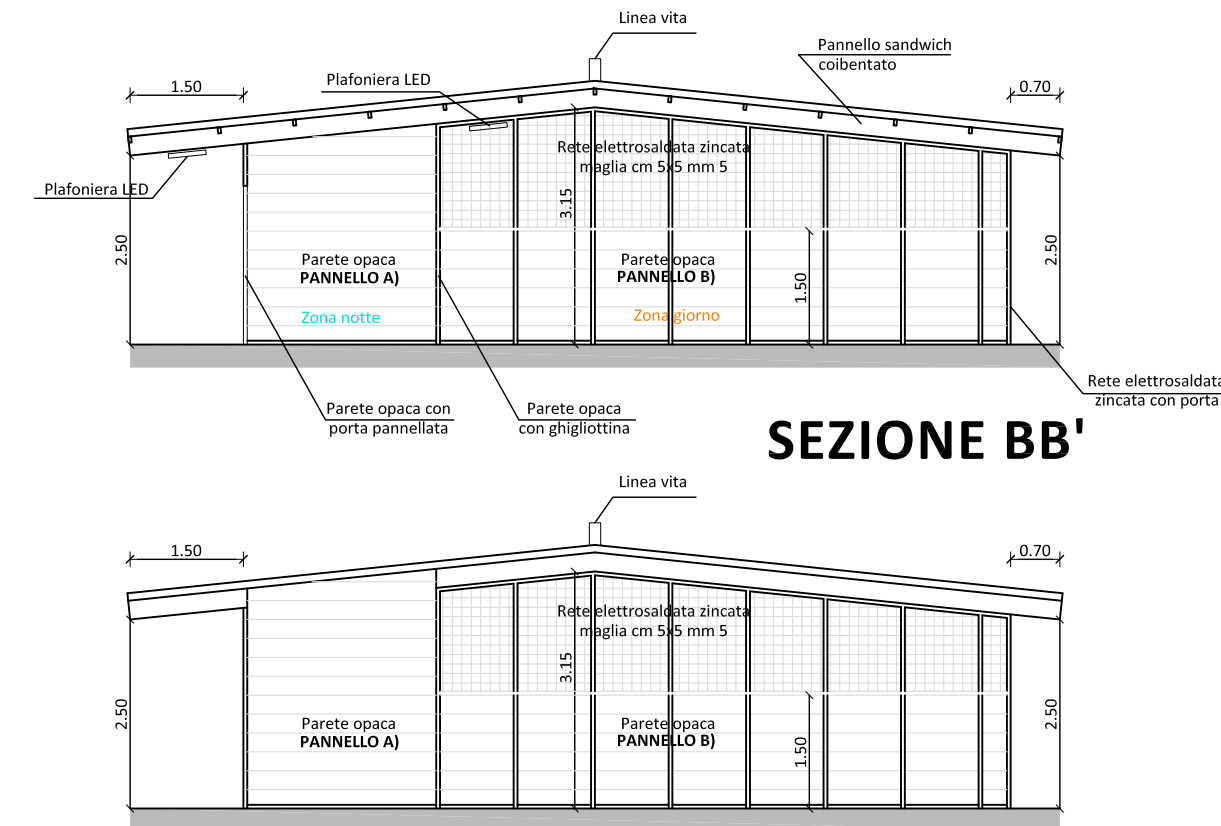 Linea vita
Pannello sandwich
coibentato
Plafoniera LED
1.50
0.70
Rete elettrosaldata zincata
maglia cm 5x5 mm 5
Plafoniera LED
3.15
2.50
2.50
Parete opaca
PANNELLO A)
Parete opaca
PANNELLO B)
1.50
Zona notte
Zona giorno
Rete elettrosaldata
zincata con porta
Parete opaca con
porta pannellata
Parete opaca
con ghigliottina
SEZIONE BB'
Linea vita
1.50
0.70
Rete elettrosaldata zincata
maglia cm 5x5 mm 5
3.15
2.50
2.50
Parete opaca
PANNELLO A)
Parete opaca
PANNELLO B)
1.50